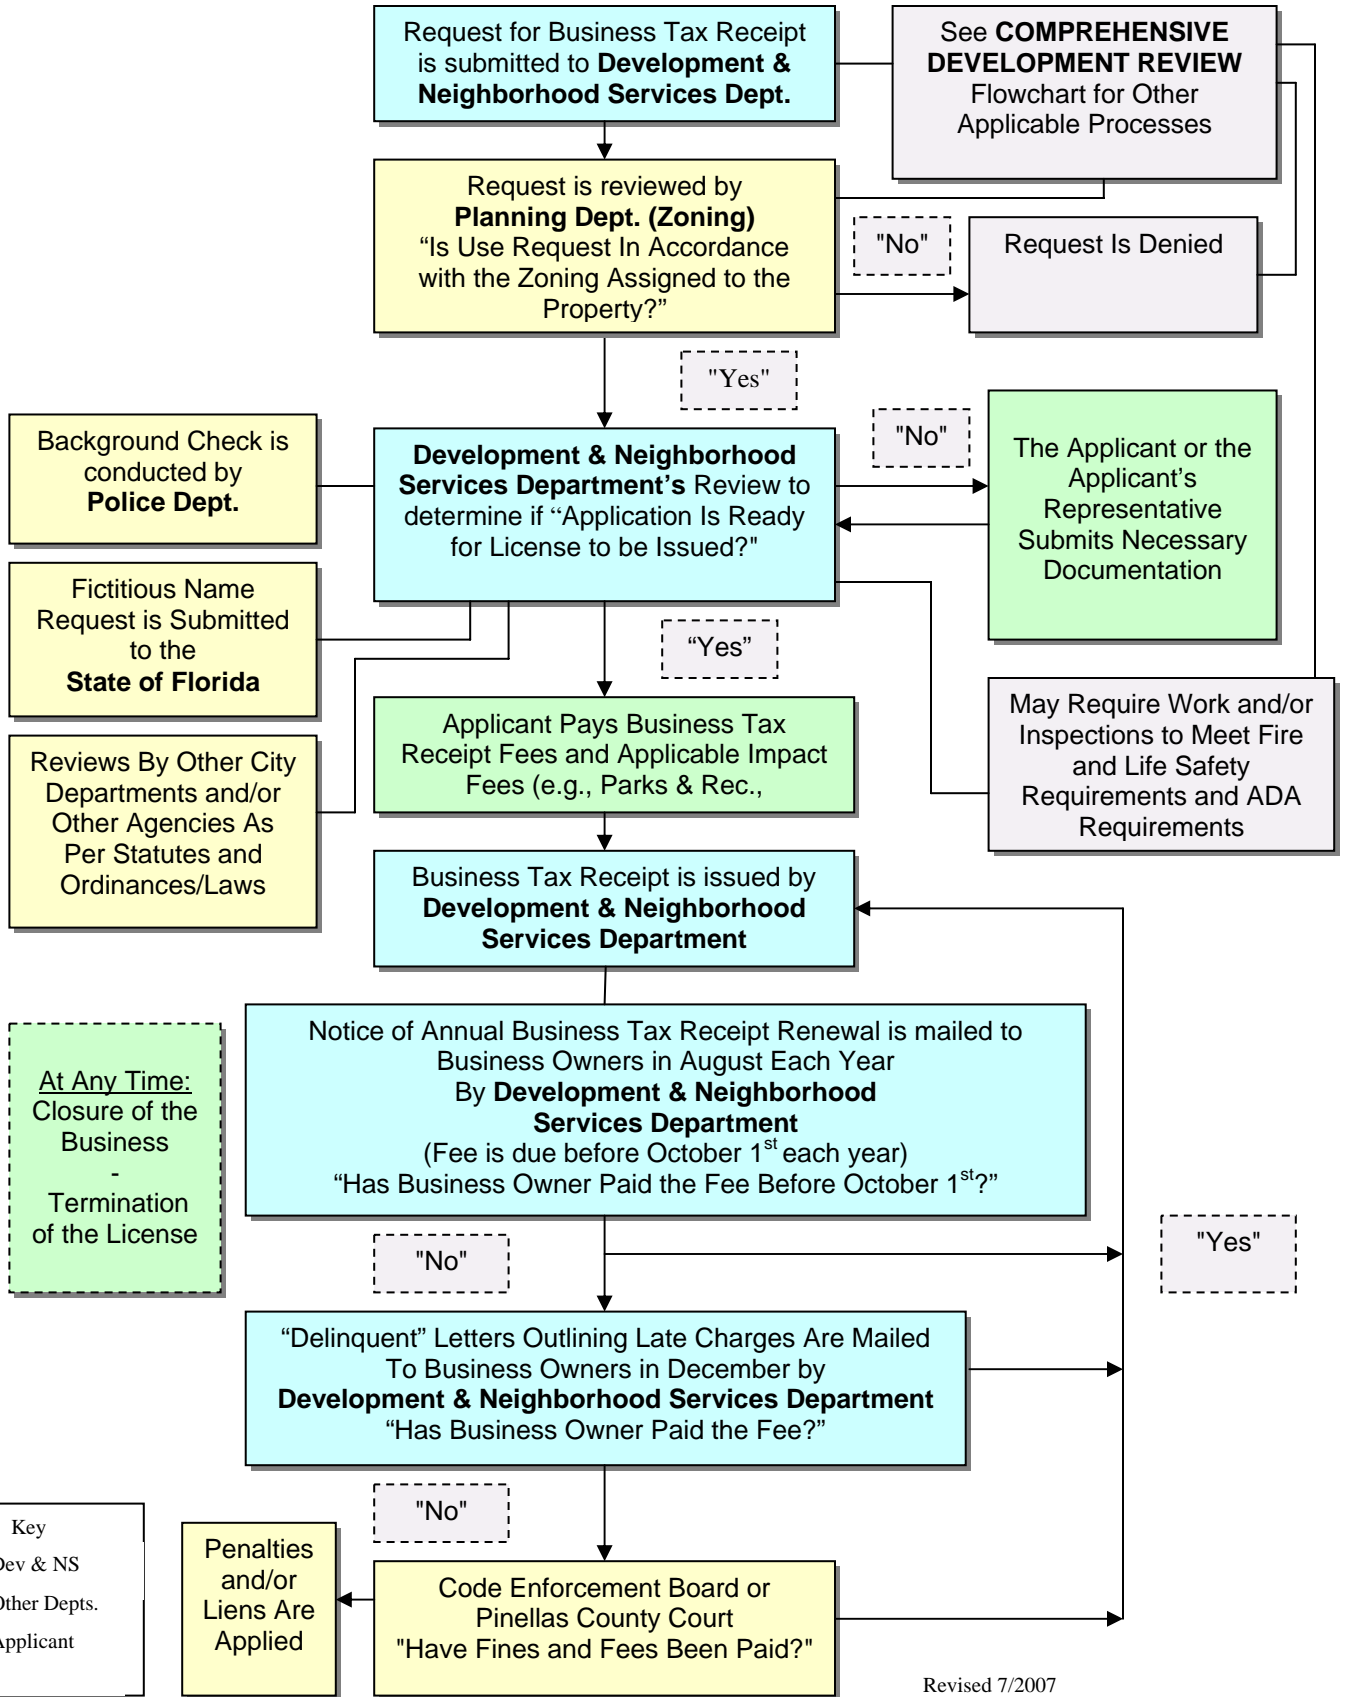 Request for Business Tax Receipt
is submitted to Development &
Neighborhood Services Dept.
See COMPREHENSIVE
DEVELOPMENT REVIEW
Flowchart for Other
Applicable Processes
Request is reviewed by
Planning Dept. (Zoning)
“Is Use Request In Accordance
with the Zoning Assigned to the
Property?”
"No"
Request Is Denied
"Yes"
Background Check is
conducted by
Police Dept.
Development & Neighborhood
Services Department’s Review to
determine if “Application Is Ready
for License to be Issued?"
"No"
The Applicant or the
Applicant’s
Representative
Submits Necessary
Documentation
Fictitious Name
Request is Submitted
to the
State of Florida
“Yes”
Reviews By Other City
Departments and/or
Other Agencies As
Per Statutes and
Ordinances/Laws
Applicant Pays Business Tax
Receipt Fees and Applicable Impact
Fees (e.g., Parks & Rec.,
May Require Work and/or
Inspections to Meet Fire
and Life Safety
Requirements and ADA
Requirements
Business Tax Receipt is issued by
Development & Neighborhood
Services Department
At Any Time:
Closure of the
Business
-
Termination
of the License
Notice of Annual Business Tax Receipt Renewal is mailed to
Business Owners in August Each Year
By Development & Neighborhood
Services Department
(Fee is due before October 1st each year)
“Has Business Owner Paid the Fee Before October 1st?”
"No"
"Yes"
“Delinquent” Letters Outlining Late Charges Are Mailed
To Business Owners in December by
Development & Neighborhood Services Department
“Has Business Owner Paid the Fee?”
"No"
Key
Dev & NS
Other Depts.
Applicant
Penalties
and/or
Liens Are
Applied
Code Enforcement Board or
Pinellas County Court
"Have Fines and Fees Been Paid?"
Revised 7/2007